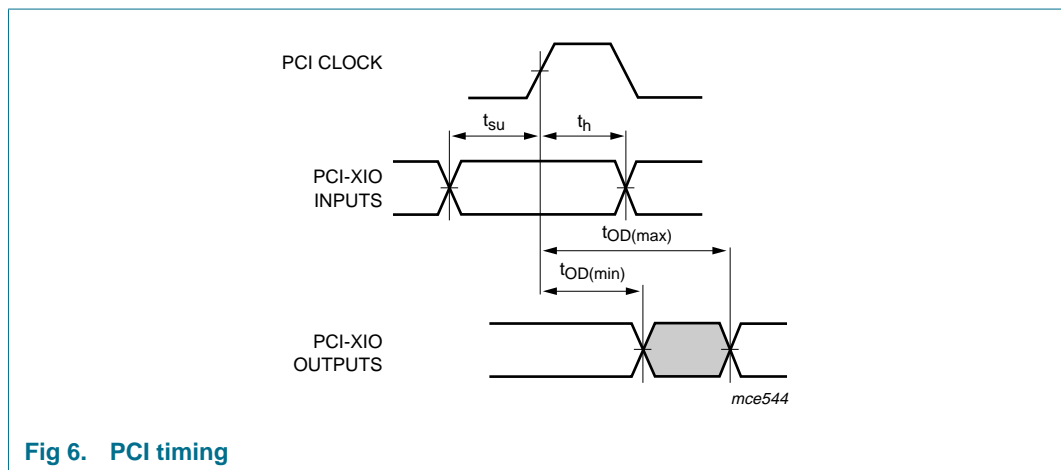 PCI CLOCK
tsu
th
PCI-XIO
INPUTS
tOD(max)
tOD(min)
PCI-XIO
OUTPUTS
mce544
Fig 6. PCI timing